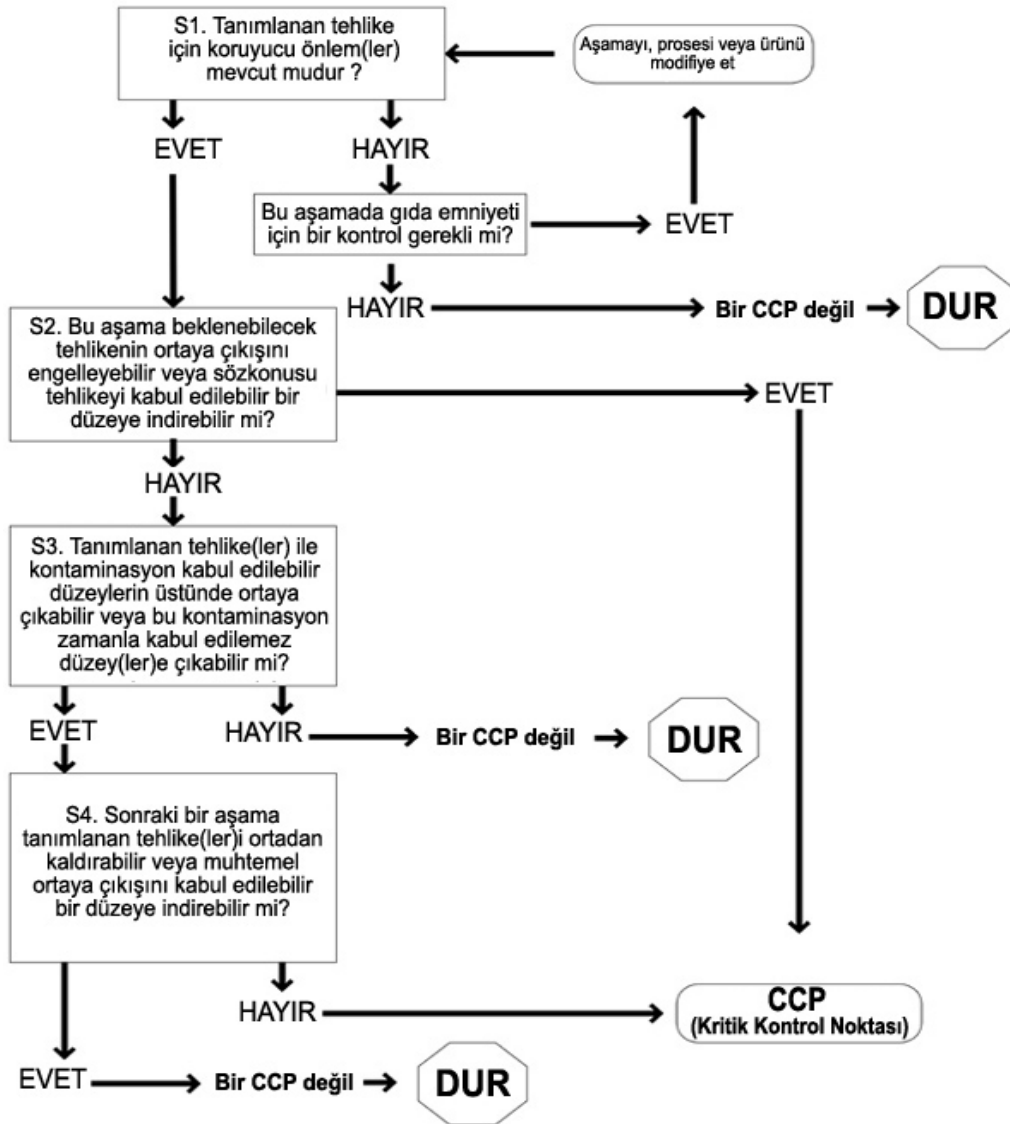 S1. Tanımlanan tehlike
için koruyucu önlem(ler)
mevcut mudur ?
Aşamayı, prosesi veya ürünü
modifiye et
EVET
HAYIR
Bu aşamada gıda emniyeti
için bir kontrol gerekli mi?
EVET
HAYIR
Bir CCP değil
DUR
S2. Bu aşama beklenebilecek
tehlikenin ortaya çıkışını
engelleyebilir veya sözkonusu
tehlikeyi kabul edilebilir bir
düzeye indirebilir mi?
EVET
HAYIR
S3. Tanımlanan tehlike(ler) ile
kontaminasyon kabul edilebilir
düzeylerin üstünde ortaya
çıkabilir veya bu kontaminasyon
zamanla kabul edilemez
düzey(ler)e çıkabilir mi?
EVET
HAYIR
Bir CCP değil
DUR
S4. Sonraki bir aşama
tanımlanan tehlike(ler)i ortadan
kaldırabilir veya muhtemel
ortaya çıkışını kabul edilebilir
bir düzeye indirebilir mi?
HAYIR
CCP
(Kritik Kontrol Noktası)
EVET
Bir CCP değil
DUR